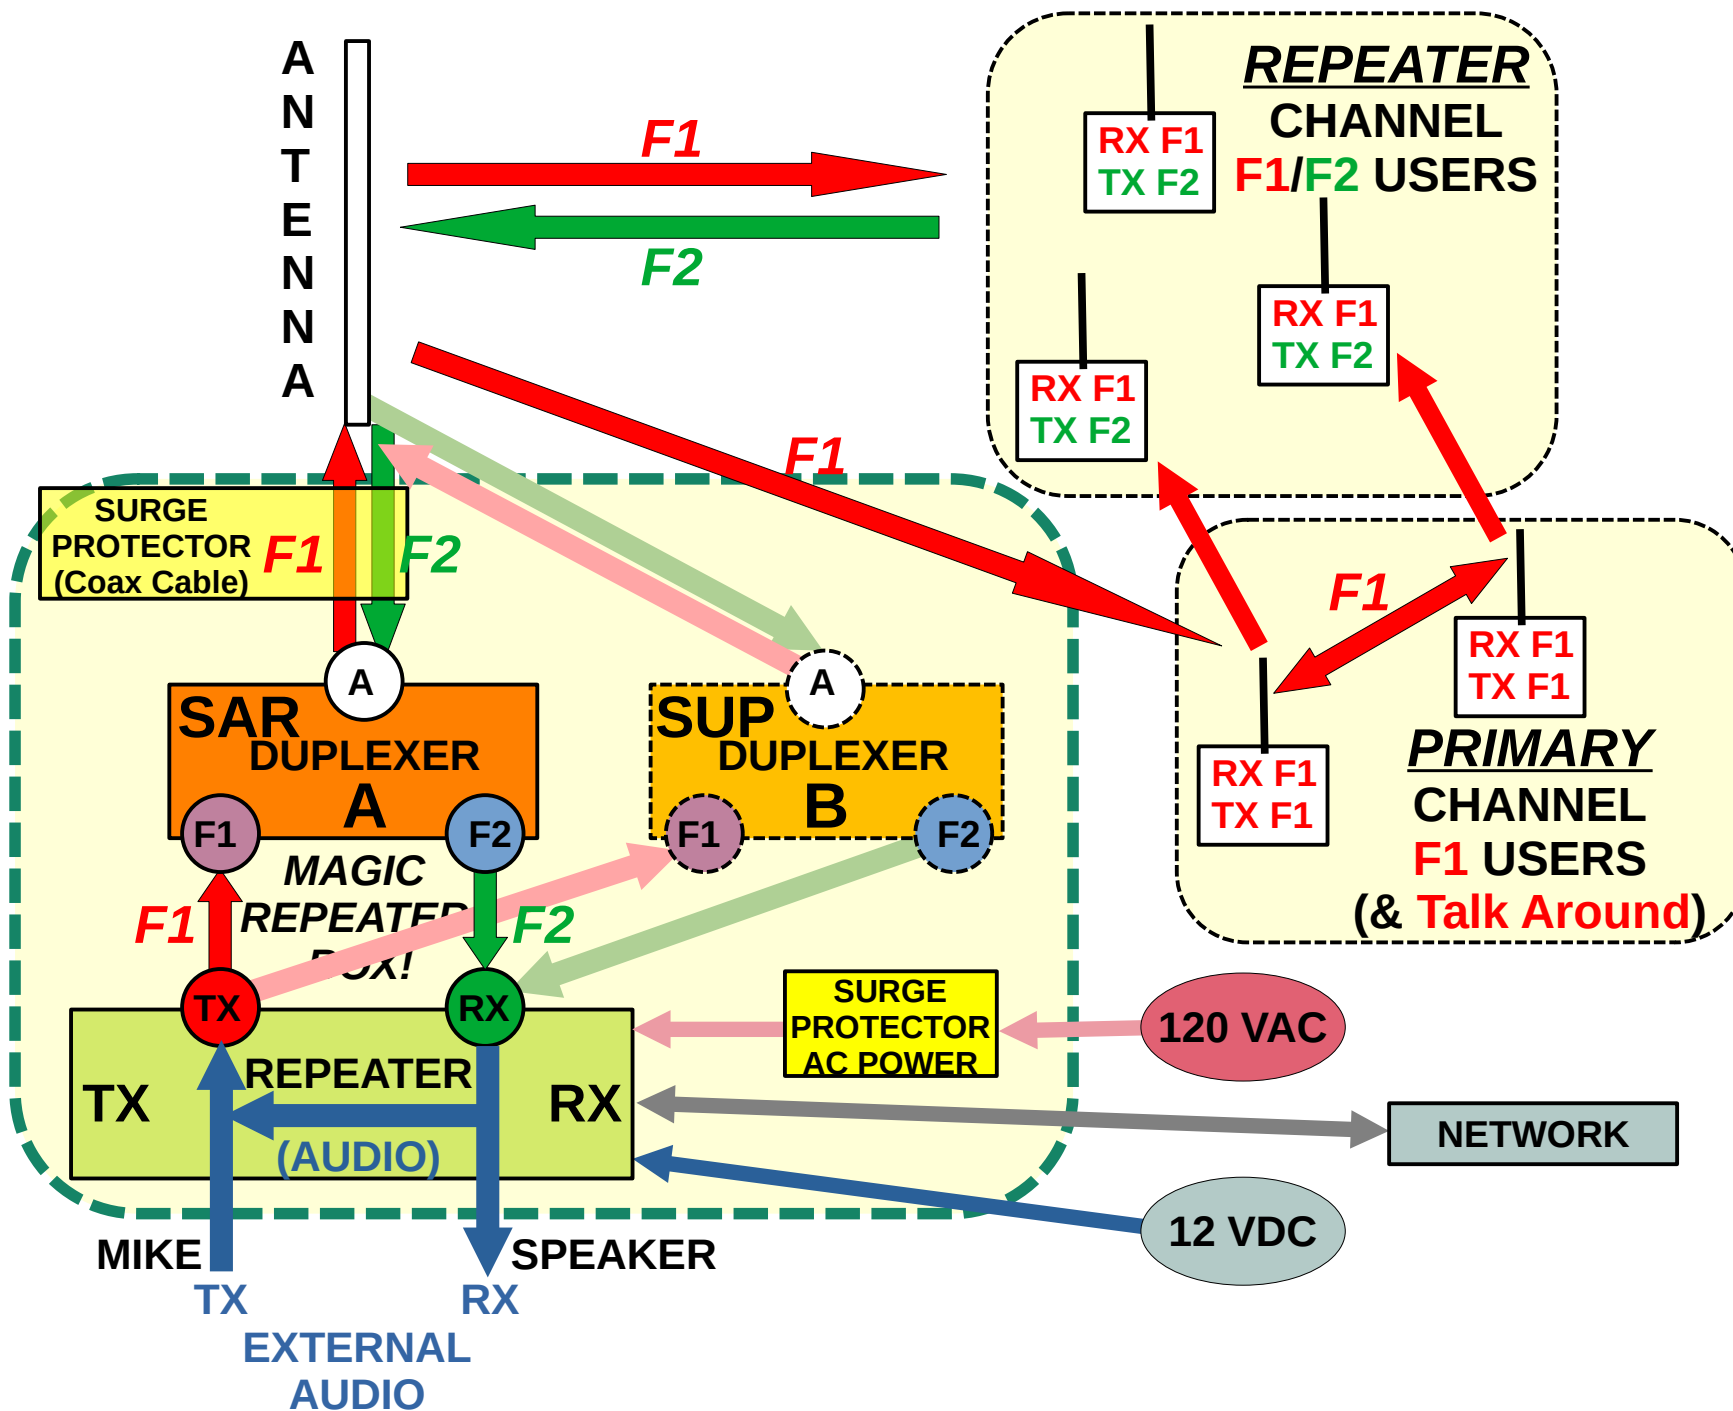 ANTENNA
F1
F2
F1
REPEATER
CHANNEL
F1/F2 USERS
RX F1
TX F2
RX F1
TX F2
RX F1
TX F2
SURGE
PROTECTOR
(Coax Cable)
F1
F2
F1
RX F1
TX F1
RX F1
TX F1
PRIMARY
CHANNEL
F1 USERS
(& Talk Around)
A
SAR
DUPLEXER
A
F1
F2
A
SUP
DUPLEXER
B
F1
F2
MAGIC
REPEATER
BOX!
F1
F2
TX
RX
TX
REPEATER
RX
(AUDIO)
SURGE
PROTECTOR
AC POWER
120 VAC
NETWORK
12 VDC
MIKE
TX
SPEAKER
RX
EXTERNAL
AUDIO